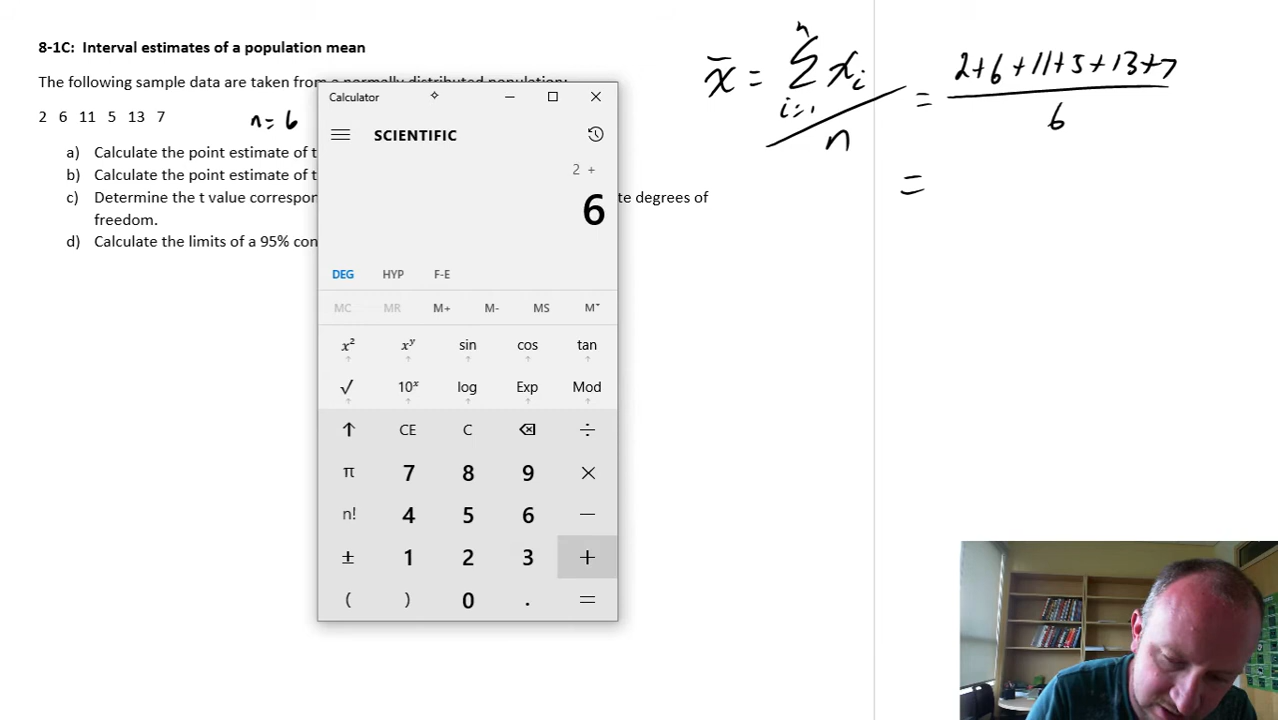 8-1C: Interval estimates of a population mean
The following sample data are taken from a normally distributed population:
2 6 11 5 13 7
n = 6
a) Calculate the point estimate of t
b) Calculate the point estimate of t
c) Determine the t value correspon te degrees of
freedom.
d) Calculate the limits of a 95% con
x̄ = n Σ i=1 xi / n = 2+6+11+5+13+7 / 6
=
Calculator
SCIENTIFIC
2 +
6
DEG HYP F-E
MC MR M+ M- MS M˅
x² xʸ sin cos tan
√ 10ˣ log Exp Mod
↑ CE C ⌫ ÷
π 7 8 9 ×
n! 4 5 6 −
± 1 2 3 +
( ) 0 . =